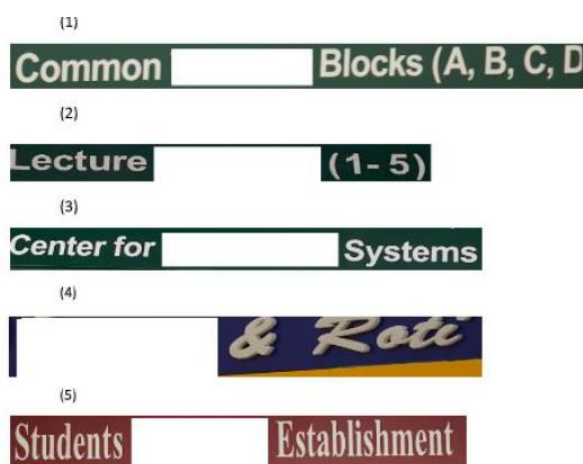 (1)
Common Blocks (A, B, C, D
(2)
Lecture (1- 5)
(3)
Center for Systems
(4)
& Roti
(5)
Students Establishment